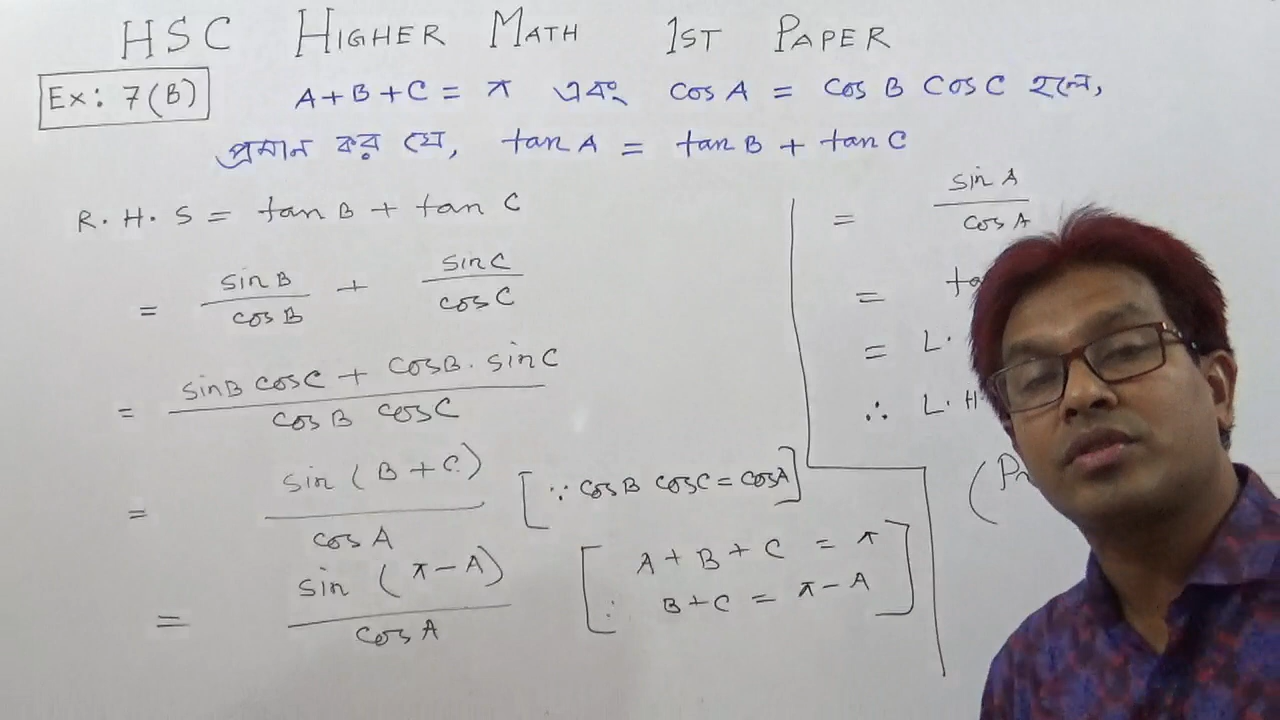 HSC HIGHER MATH 1ST PAPER
Ex: 7(B) A+B+C = π এবং cos A = cos B cos C হলে,
প্রমান কর যে, tan A = tan B + tan C
R.H.S = tan B + tan C
= sin B / cos B + sin C / cos C
= sin B cos C + cos B . sin C / cos B cos C
= sin (B+C) / cos A [∵ cos B cos C = cos A]
= sin (π-A) / cos A [A+B+C = π
∴ B+C = π-A]
= sin A / cos A
=
= L.
∴ L.H